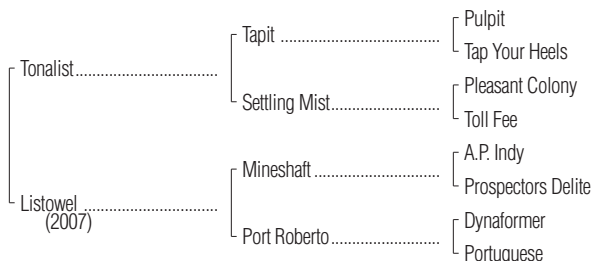 Pulpit
Tapit ........................................
Tap Your Heels
Tonalist....................................
Pleasant Colony
Settling Mist...........................
Toll Fee
A.P. Indy
Mineshaft ................................
Prospectors Delite
Listowel ..................................
(2007)
Dynaformer
Port Roberto...........................
Portuguese